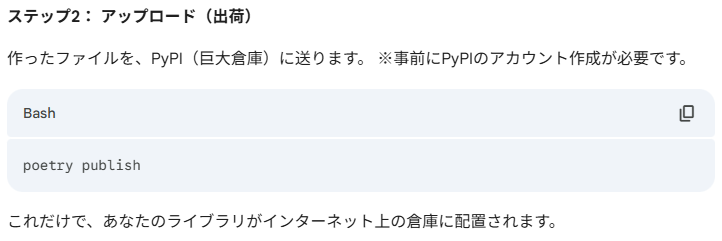 ステップ2： アップロード（出荷）
作ったファイルを、PyPI（巨大倉庫）に送ります。 ※事前にPyPIのアカウント作成が必要です。
Bash
poetry publish
これだけで、あなたのライブラリがインターネット上の倉庫に配置されます。